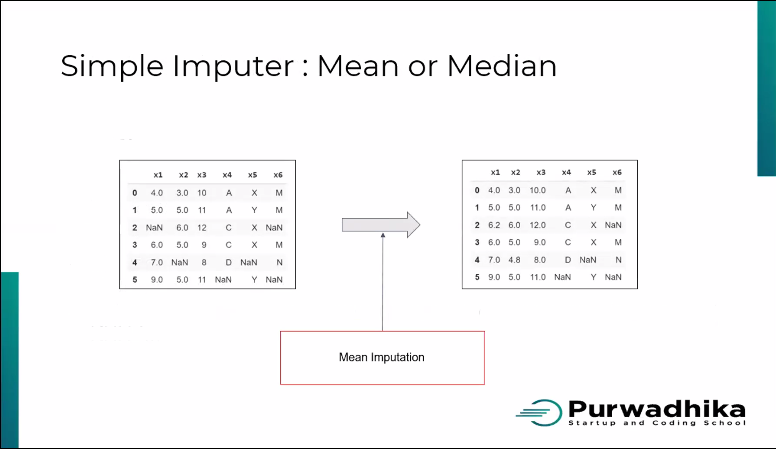 Simple Imputer : Mean or Median
x1 x2 x3 x4 x5 x6
0 4.0 3.0 10 A X M
1 5.0 5.0 11 A Y M
2 NaN 6.0 12 C X NaN
3 6.0 5.0 9 C X M
4 7.0 NaN 8 D NaN N
5 9.0 5.0 11 NaN Y NaN
x1 x2 x3 x4 x5 x6
0 4.0 3.0 10.0 A X M
1 5.0 5.0 11.0 A Y M
2 6.2 6.0 12.0 C X NaN
3 6.0 5.0 9.0 C X M
4 7.0 4.8 8.0 D NaN N
5 9.0 5.0 11.0 NaN Y NaN
Mean Imputation
Purwadhika
Startup and Coding School